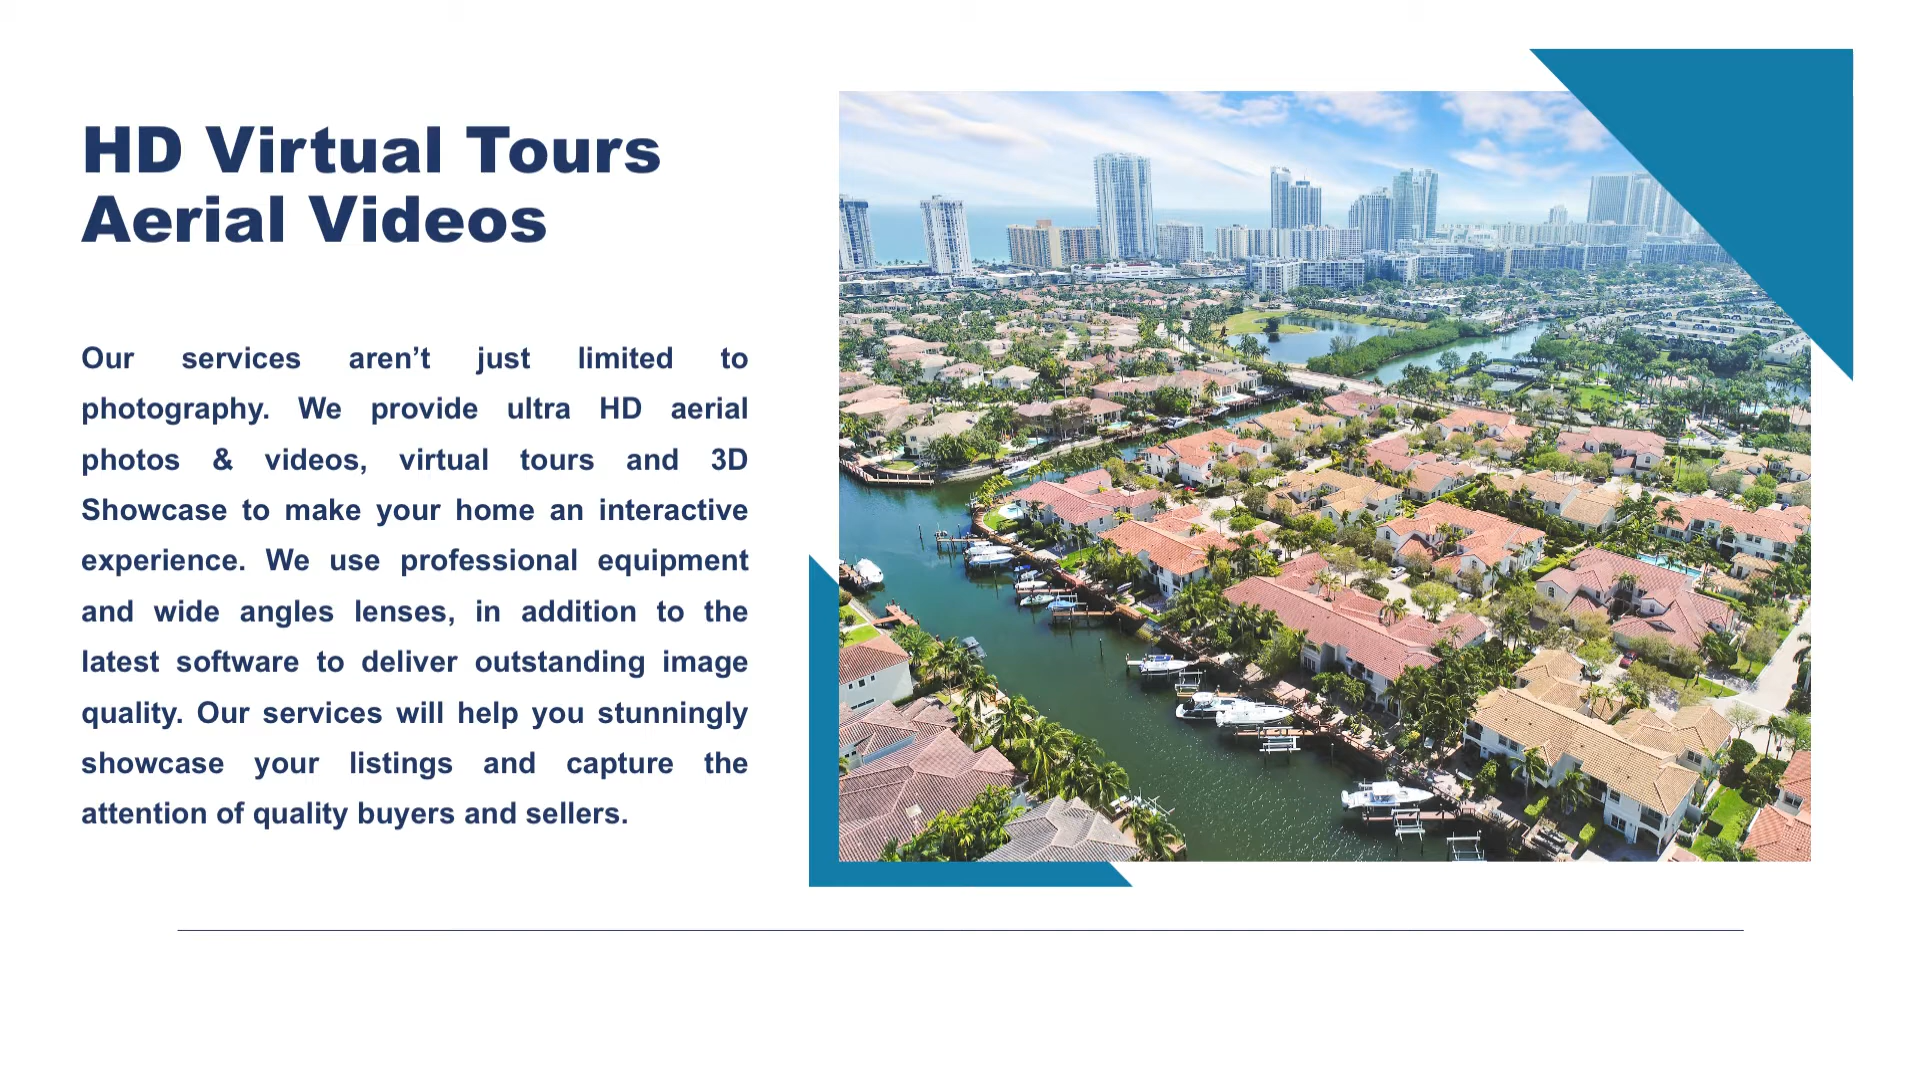 HD Virtual Tours
Aerial Videos
Our services aren’t just limited to
photography. We provide ultra HD aerial
photos & videos, virtual tours and 3D
Showcase to make your home an interactive
experience. We use professional equipment
and wide angles lenses, in addition to the
latest software to deliver outstanding image
quality. Our services will help you stunningly
showcase your listings and capture the
attention of quality buyers and sellers.